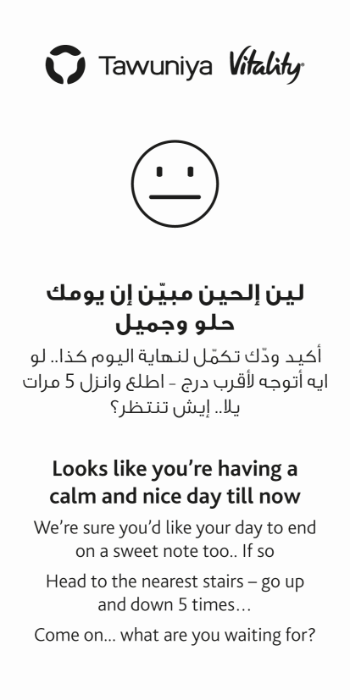 Tawuniya Vitality
لين إلحين مبيّن إن يومك
حلو وجميل
أكيد ودّك تكمّل لنهاية اليوم كذا.. لو
ايه أتوجه لأقرب درج - اطلع وانزل 5 مرات
يلا.. إيش تنتظر؟
Looks like you're having a
calm and nice day till now
We're sure you'd like your day to end
on a sweet note too.. If so
Head to the nearest stairs – go up
and down 5 times...
Come on... what are you waiting for?